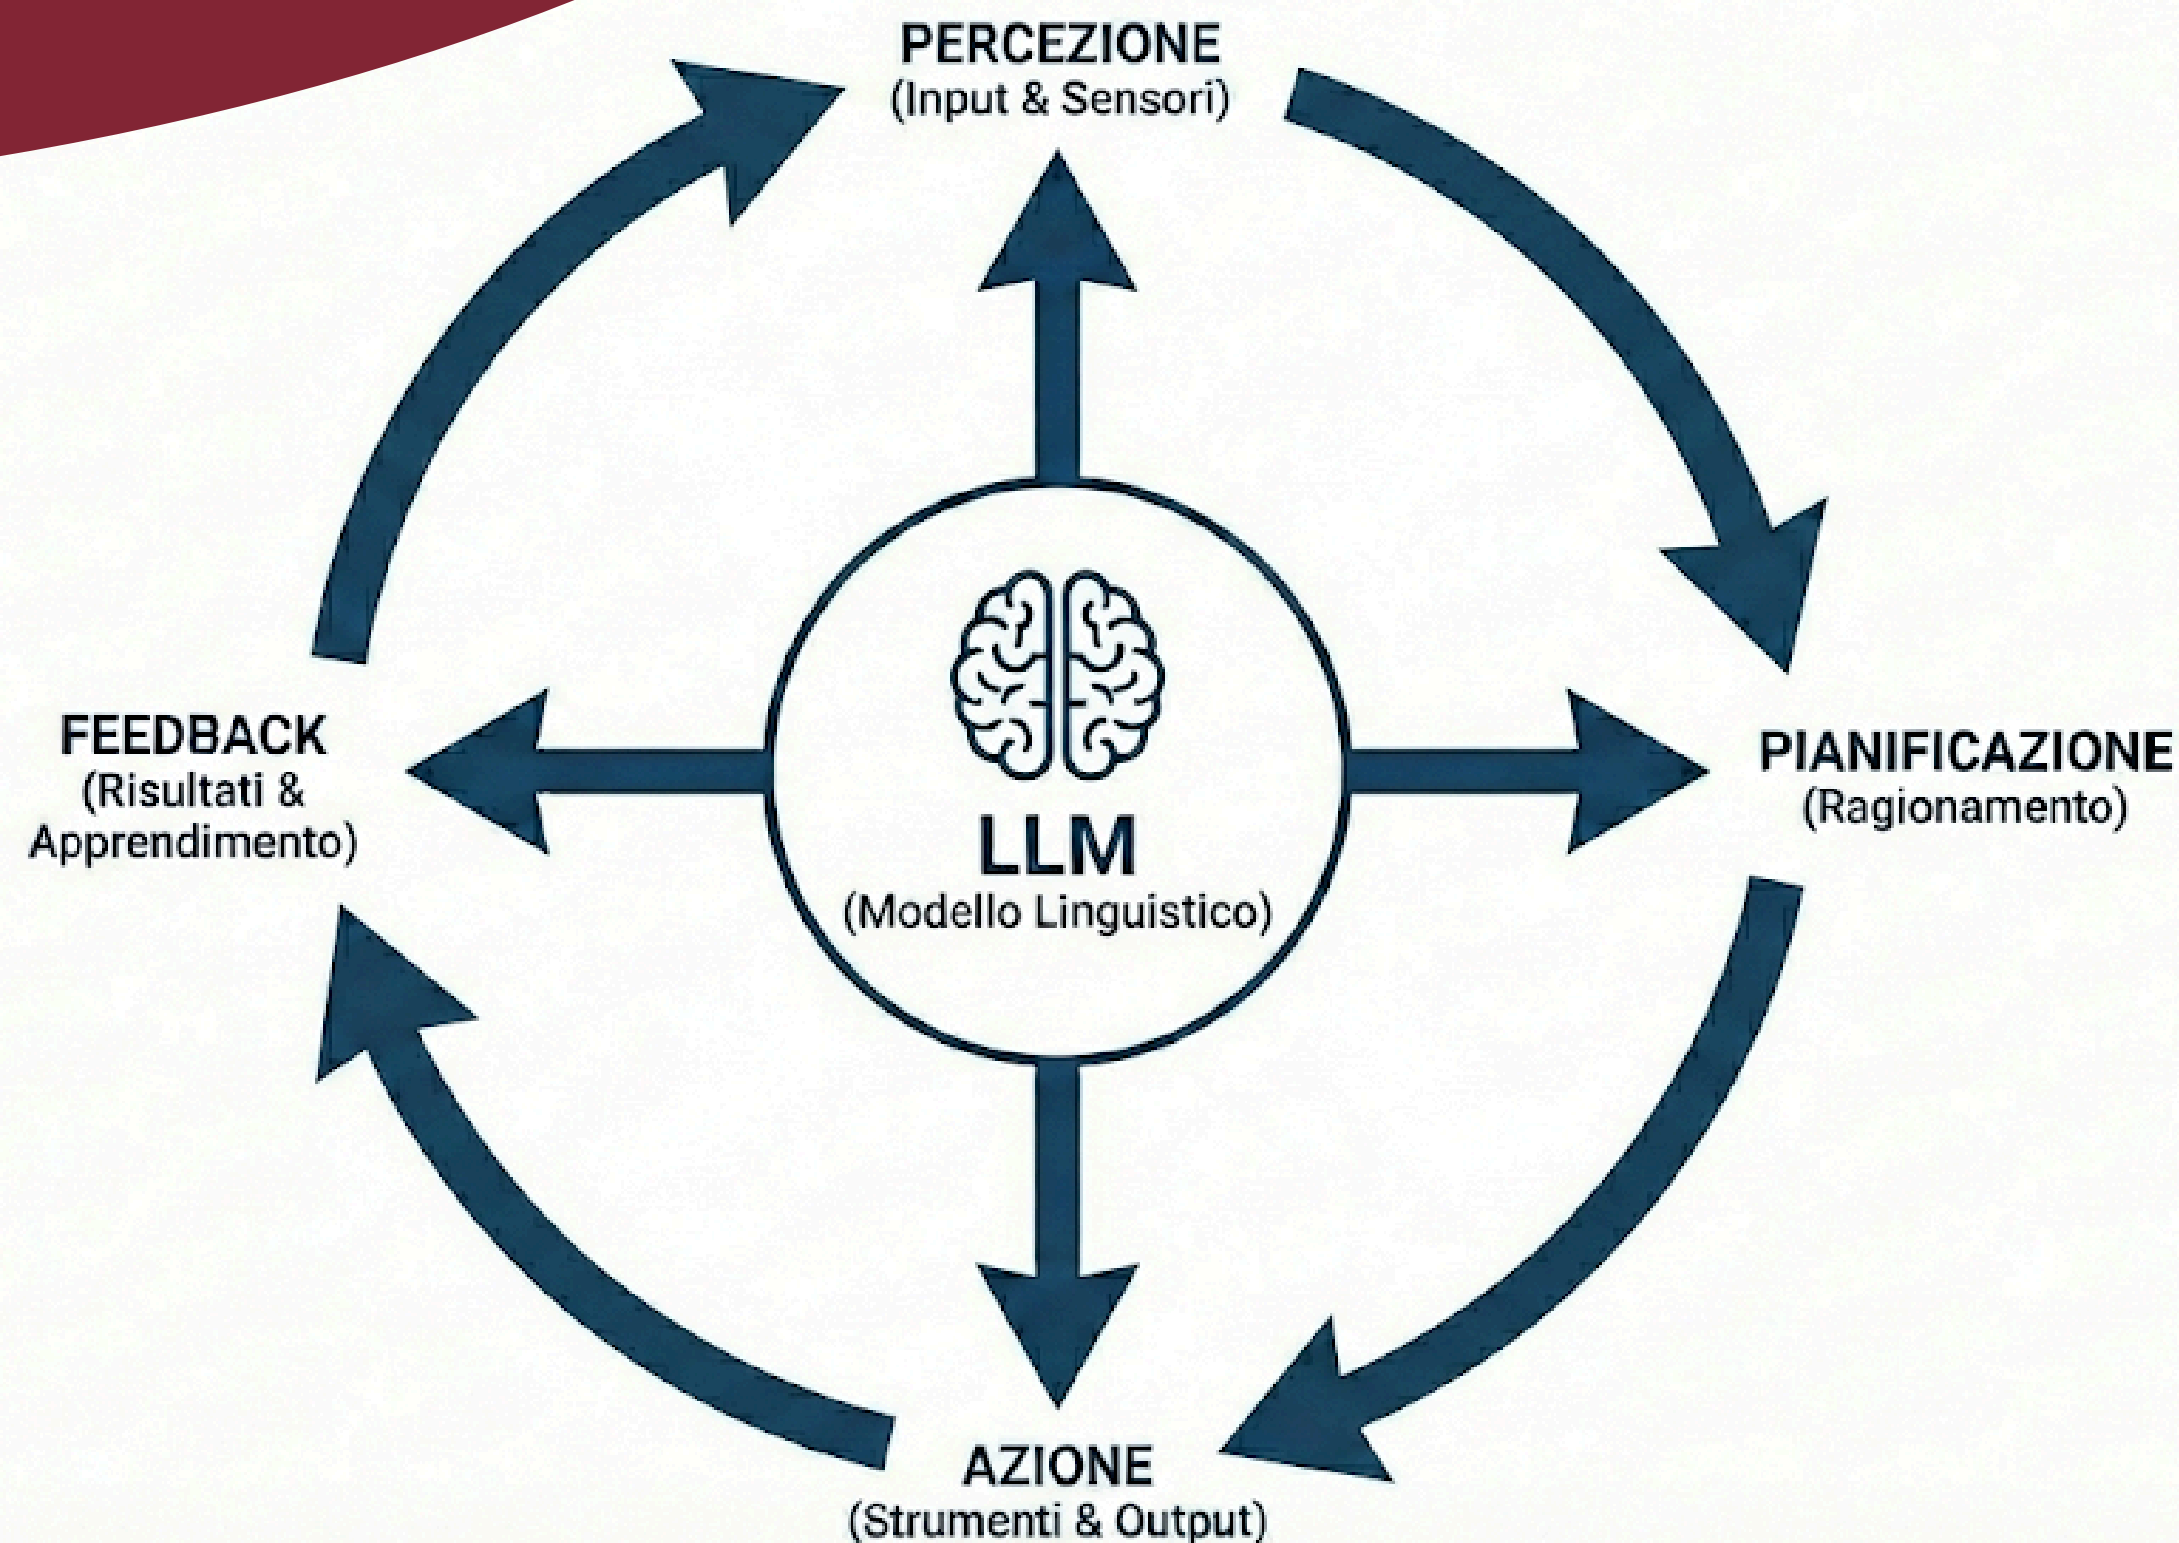 PERCEZIONE
(Input & Sensori)
FEEDBACK
(Risultati &
Apprendimento)
LLM
(Modello Linguistico)
PIANIFICAZIONE
(Ragionamento)
AZIONE
(Strumenti & Output)